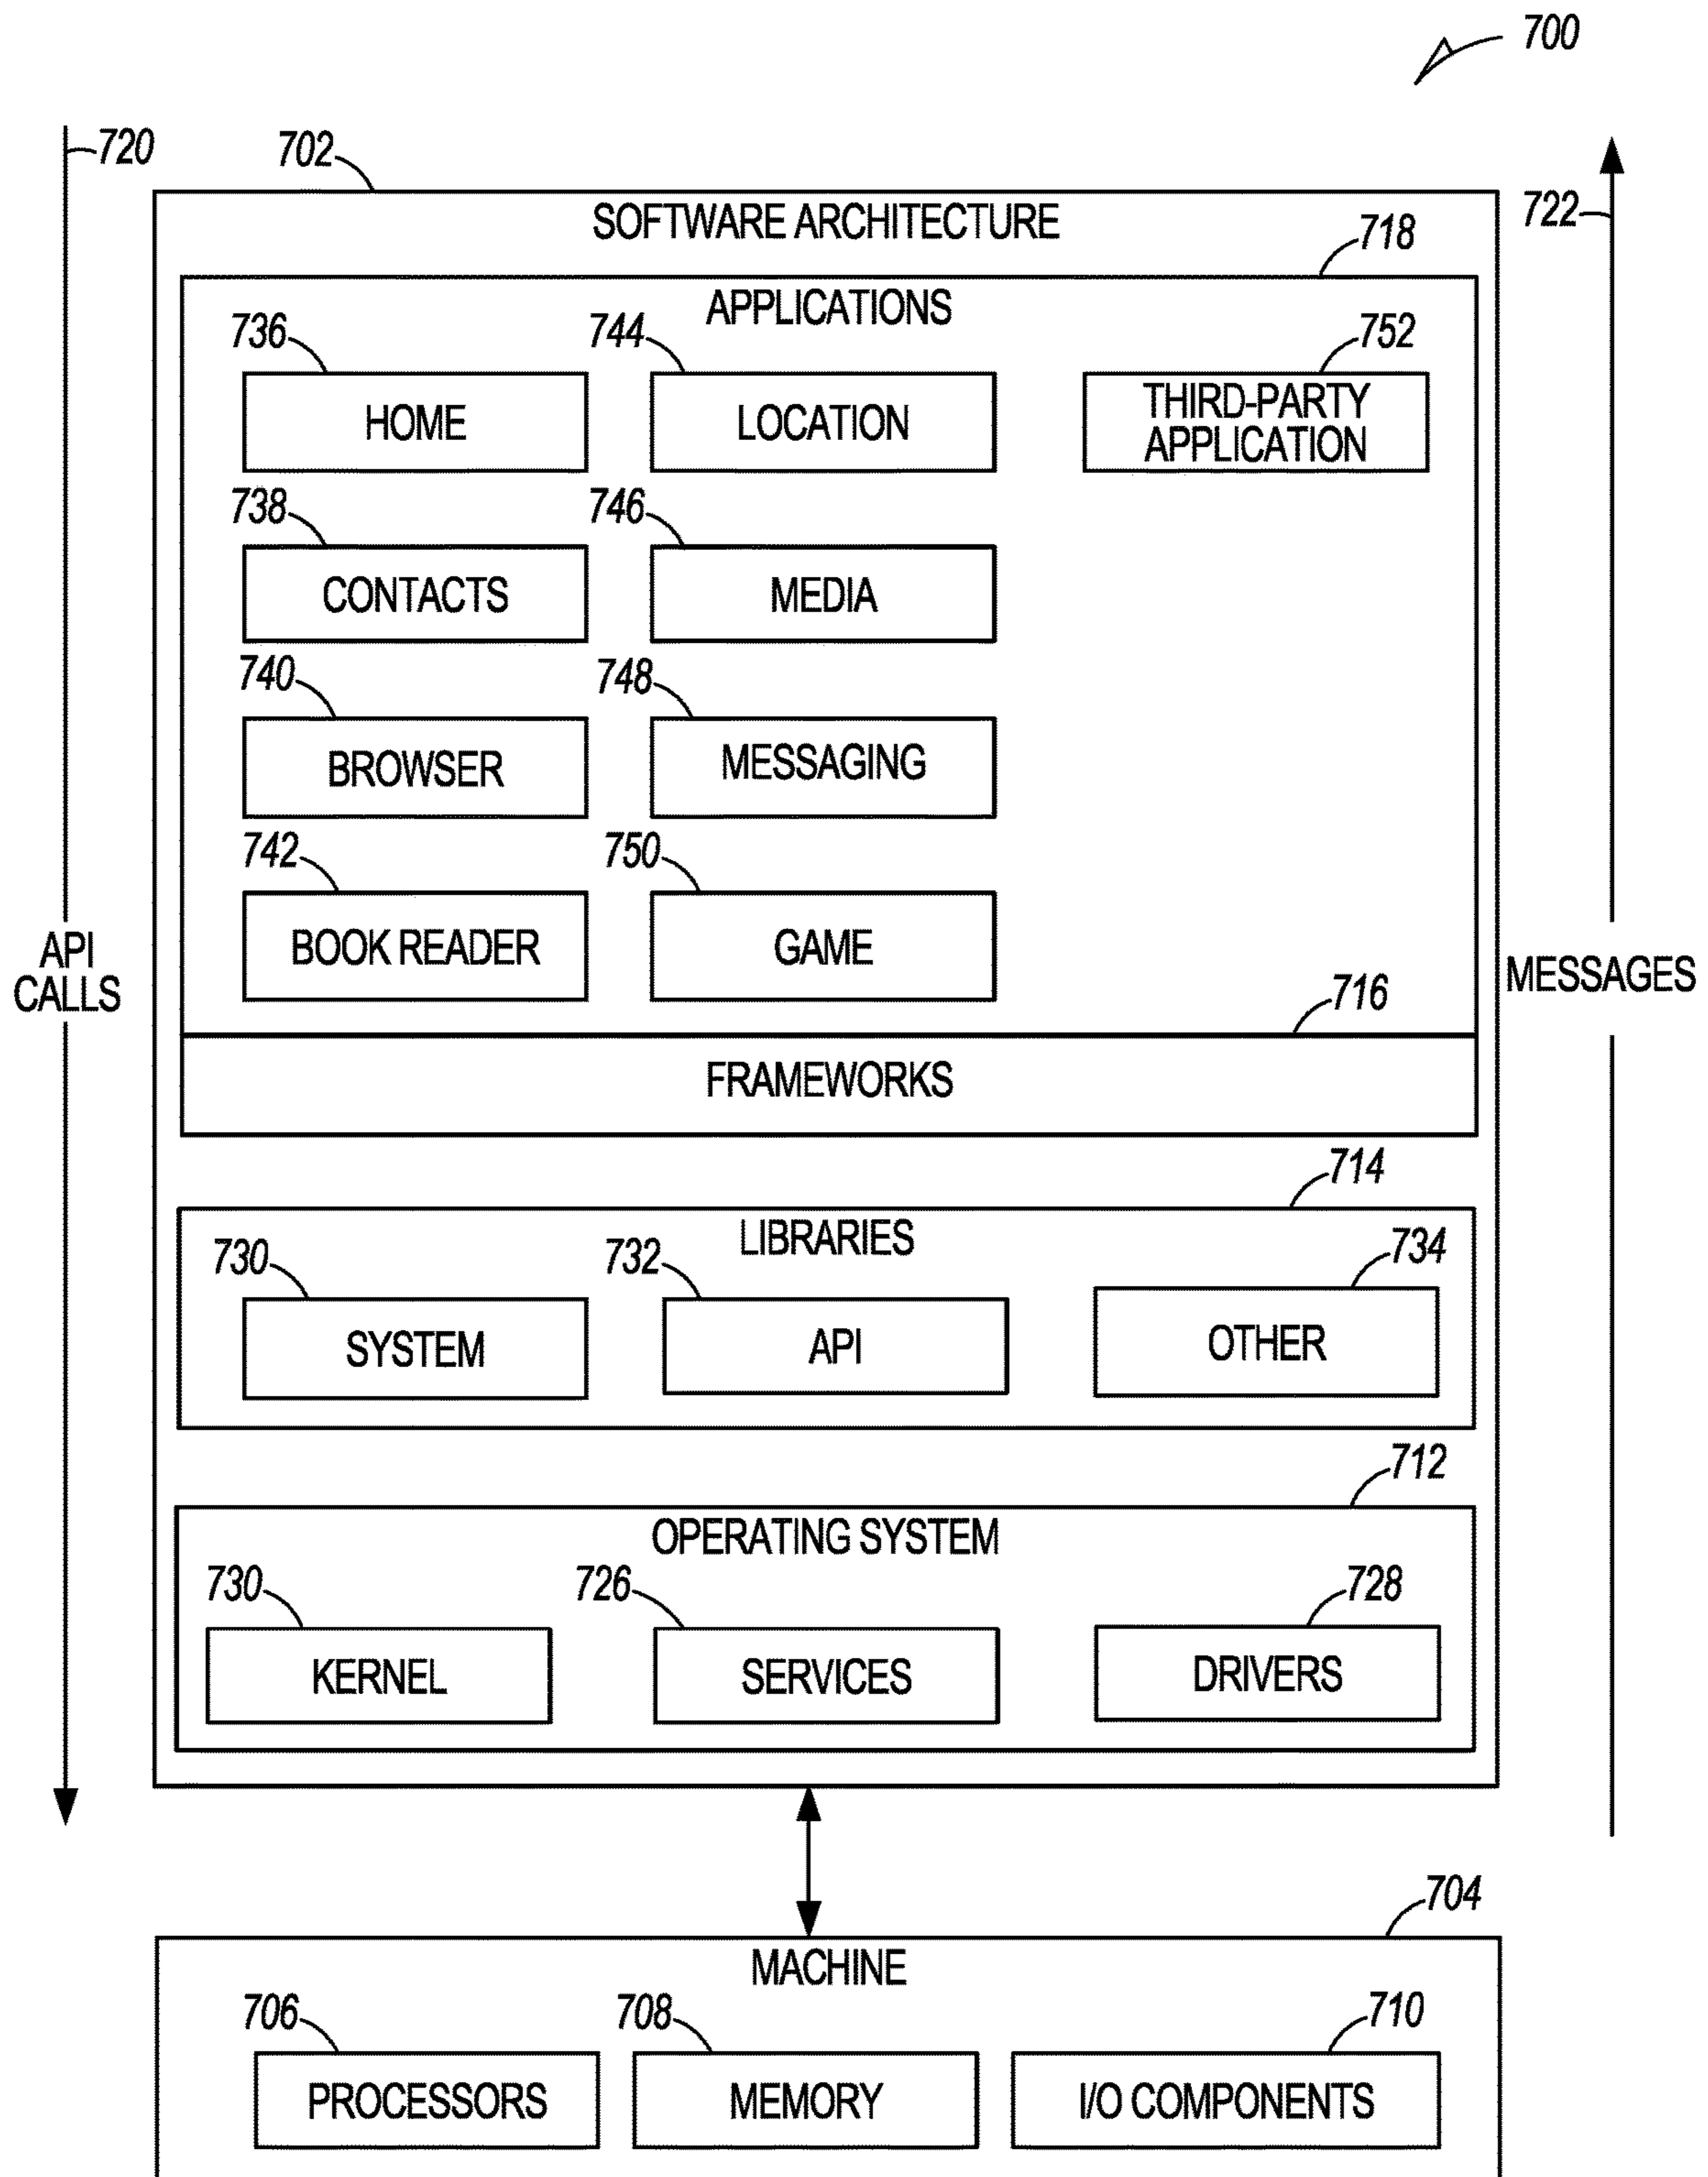 700
720
702
SOFTWARE ARCHITECTURE
722
718
APPLICATIONS
736
744
752
HOME
LOCATION
THIRD-PARTY
APPLICATION
738
746
CONTACTS
MEDIA
740
748
BROWSER
MESSAGING
742
750
BOOK READER
GAME
API
CALLS
MESSAGES
716
FRAMEWORKS
714
LIBRARIES
730
732
734
SYSTEM
API
OTHER
712
OPERATING SYSTEM
730
726
728
KERNEL
SERVICES
DRIVERS
704
MACHINE
706
708
710
PROCESSORS
MEMORY
I/O COMPONENTS